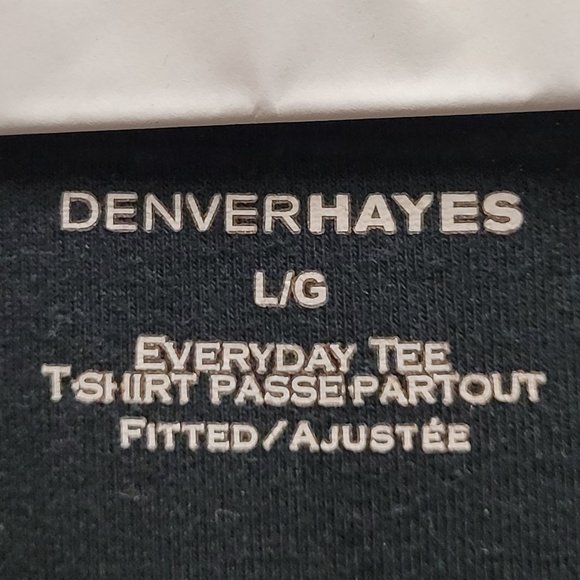 DENVERHAYES
L/G
EVERYDAY TEE
T-SHIRT PASSE-PARTOUT
FITTED/AJUSTÉE